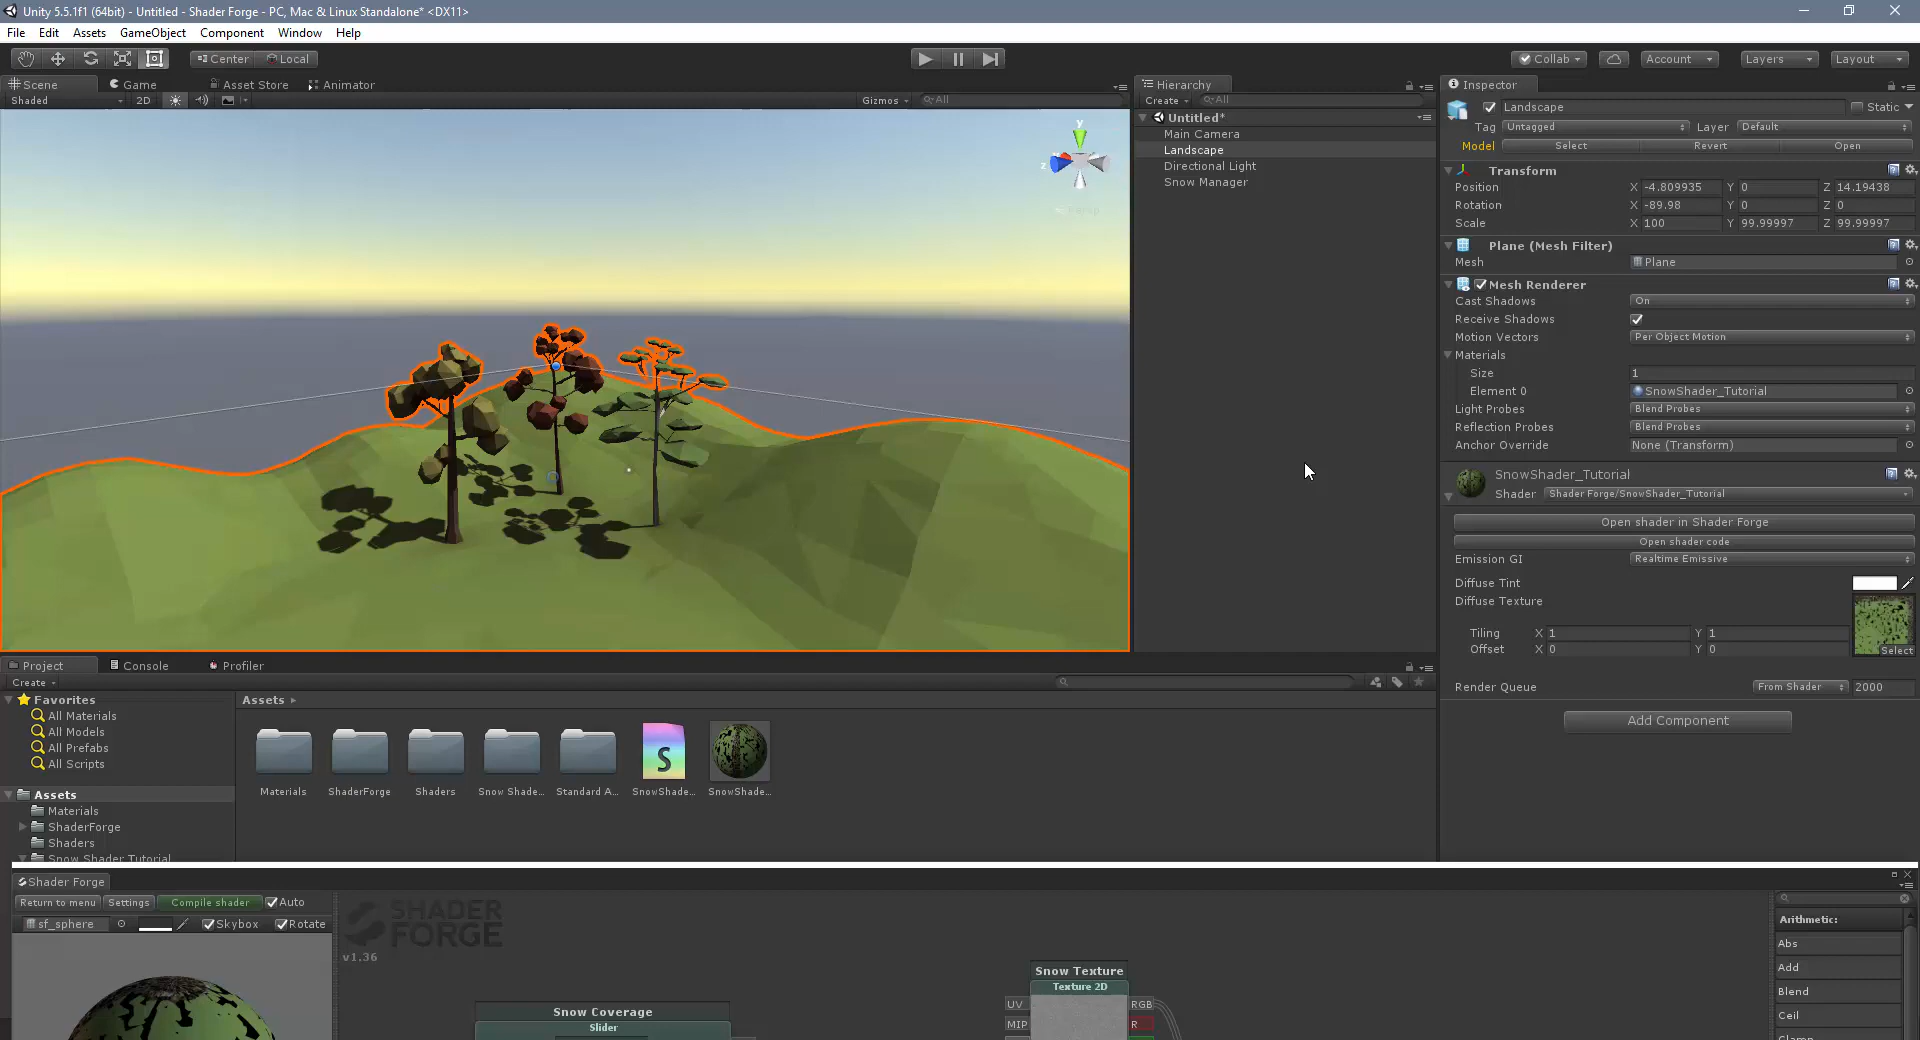 Unity 5.5.1f1 (64bit) - Untitled - Shader Forge - PC, Mac & Linux Standalone* <DX11>
File Edit Assets GameObject Component Window Help
Center Local
Collab Account Layers Layout
Scene Game Asset Store Animator
Shaded 2D Gizmos All
y
z
Persp
Hierarchy
Create All
Untitled*
Main Camera
Landscape
Directional Light
Snow Manager
Inspector
Landscape Static
Tag Untagged Layer Default
Model Select Revert Open
Transform
Position X -4.809935 Y 0 Z 14.19438
Rotation X -89.98 Y 0 Z 0
Scale X 100 Y 99.99997 Z 99.99997
Plane (Mesh Filter)
Mesh Plane
Mesh Renderer
Cast Shadows On
Receive Shadows
Motion Vectors Per Object Motion
Materials
Size 1
Element 0 SnowShader_Tutorial
Light Probes Blend Probes
Reflection Probes Blend Probes
Anchor Override None (Transform)
SnowShader_Tutorial
Shader Shader Forge/SnowShader_Tutorial
Open shader in Shader Forge
Open shader code
Emission GI Realtime Emissive
Diffuse Tint
Diffuse Texture
Tiling X 1 Y 1
Offset X 0 Y 0
Select
Render Queue From Shader 2000
Add Component
Project Console Profiler
Create
Favorites
All Materials
All Models
All Prefabs
All Scripts
Assets
Materials
ShaderForge
Shaders
Snow Shader Tutorial
Assets
Materials ShaderForge Shaders Snow Shade... Standard A... SnowShade... SnowShade...
S
Shader Forge
Return to menu Settings Compile shader Auto
sf_sphere Skybox Rotate
SHADER
FORGE
v1.36
Snow Coverage
Slider
Snow Texture
Texture 2D
UV RGB
MIP R
Arithmetic:
Abs
Add
Blend
Ceil
Clamp